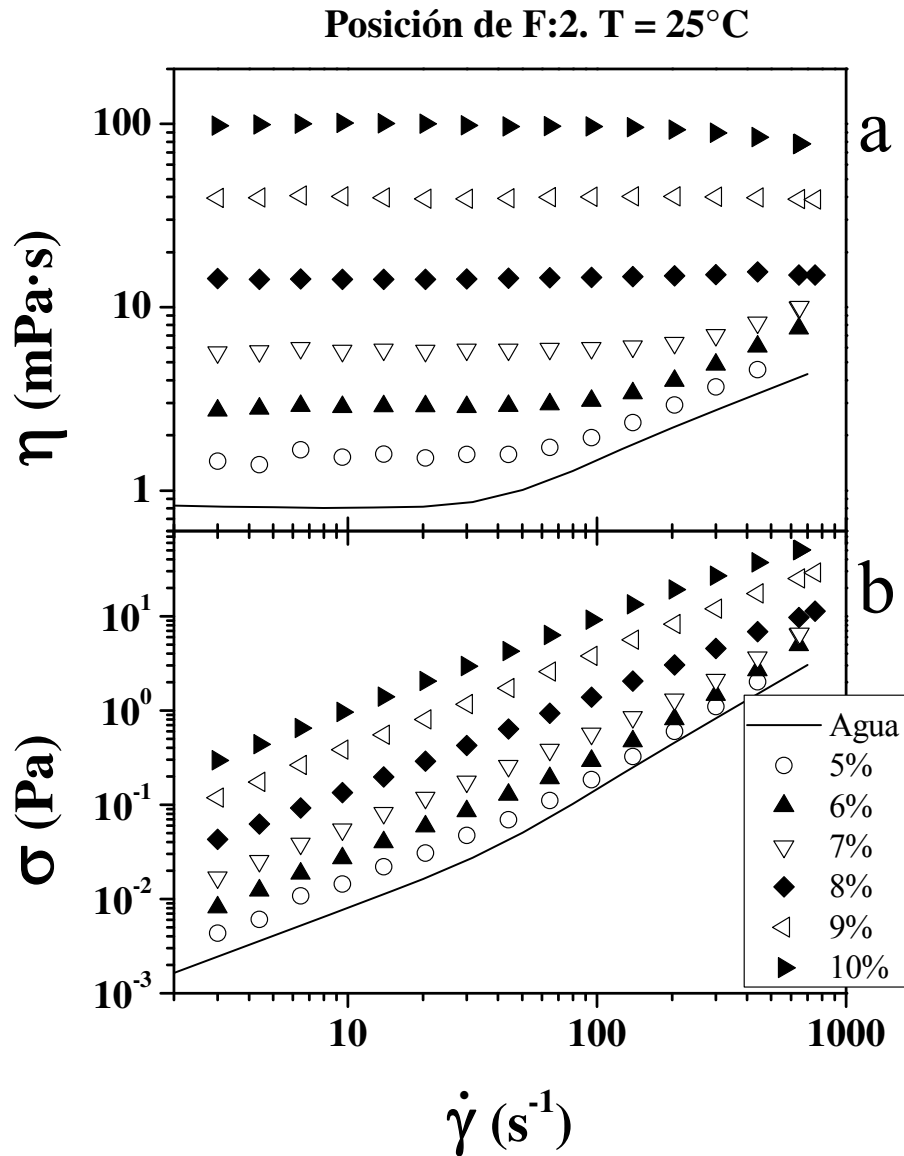 Posición de F:2. T = 25°C
a
100
10
1
η (mPa·s)
b
10^1
10^0
10^-1
10^-2
10^-3
σ (Pa)
Agua
5%
6%
7%
8%
9%
10%
10 100 1000
γ̇ (s^-1)